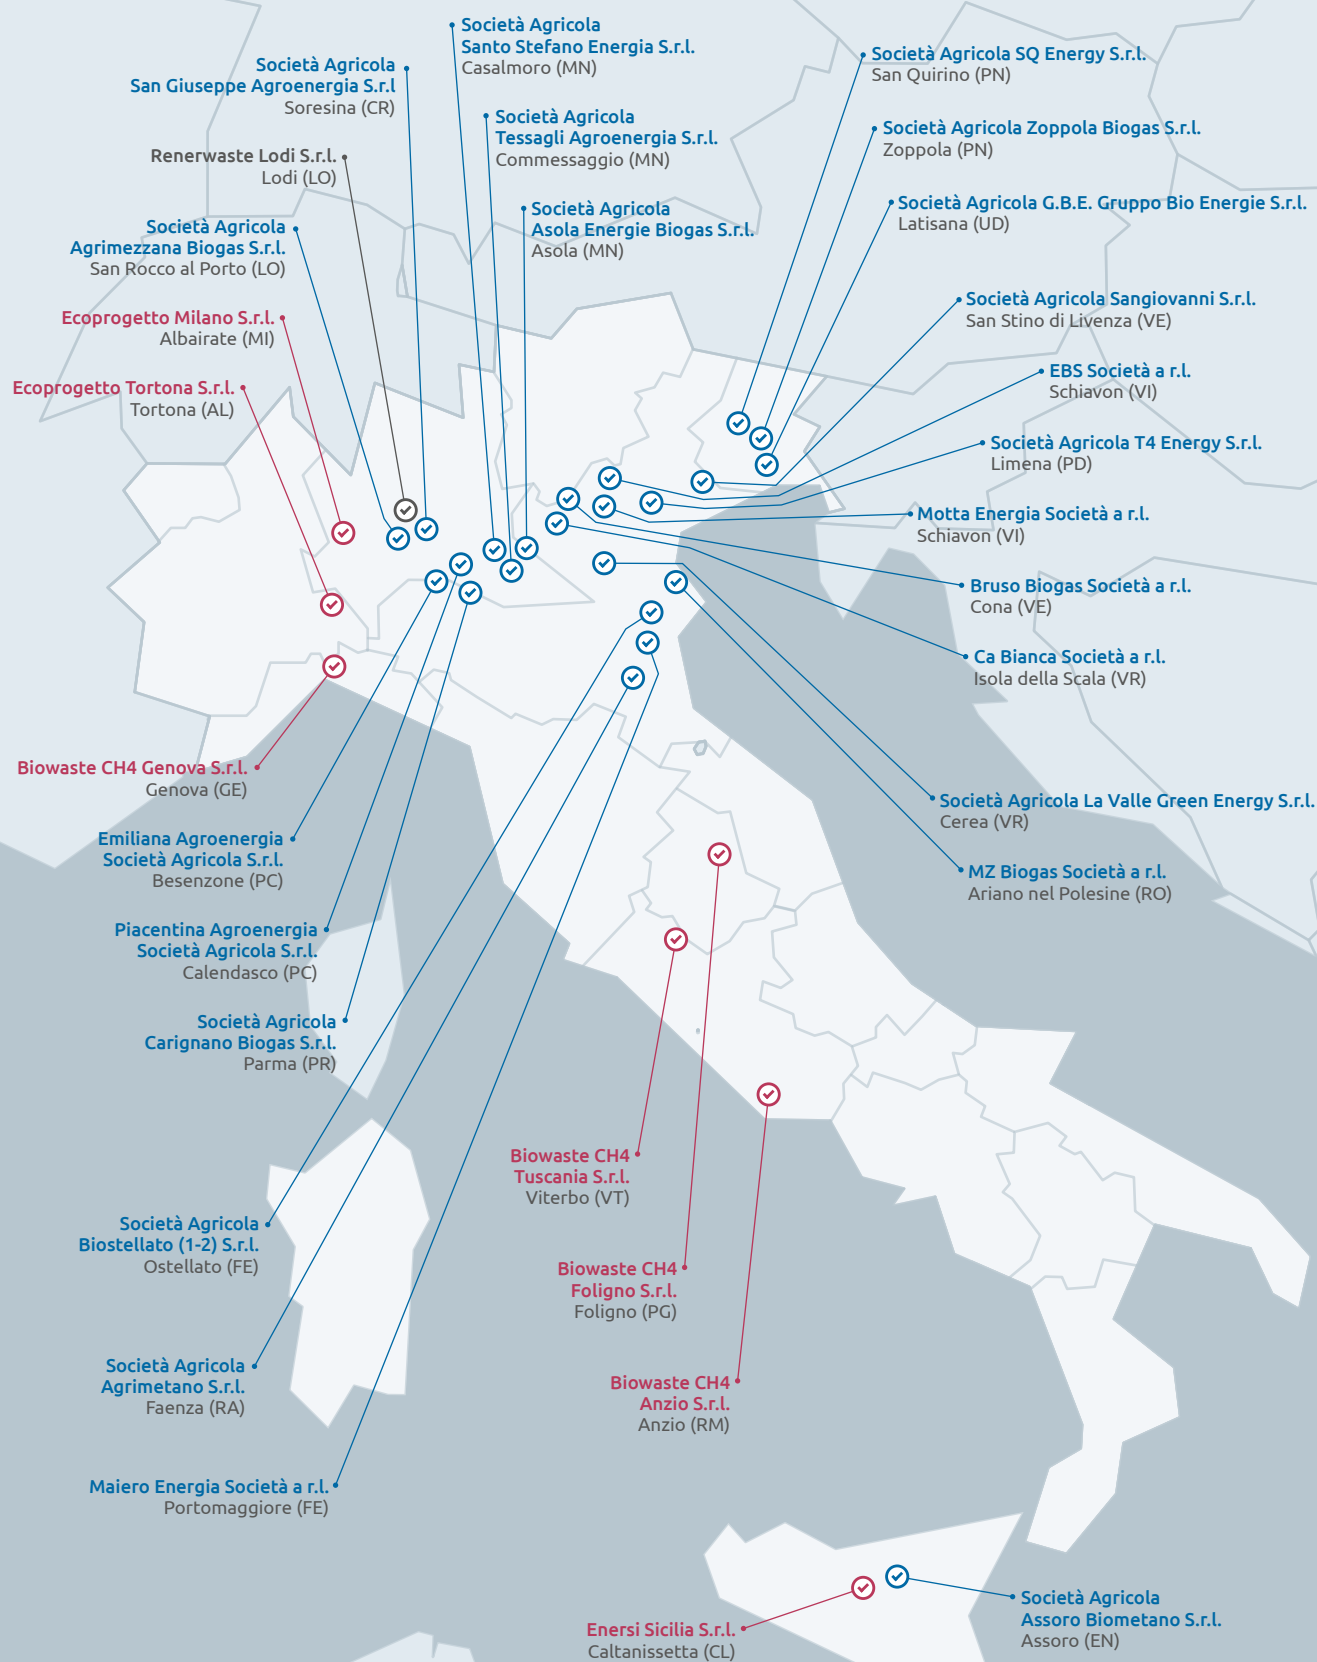 Società Agricola
Santo Stefano Energia S.r.l.
Casalmoro (MN)
Società Agricola
San Giuseppe Agroenergia S.r.l
Soresina (CR)
Società Agricola
Tessagli Agroenergia S.r.l.
Commessaggio (MN)
Renerwaste Lodi S.r.l.
Lodi (LO)
Società Agricola
Asola Energie Biogas S.r.l.
Asola (MN)
Società Agricola
Agrimezzana Biogas S.r.l.
San Rocco al Porto (LO)
Ecoprogetto Milano S.r.l.
Albairate (MI)
Ecoprogetto Tortona S.r.l.
Tortona (AL)
Società Agricola SQ Energy S.r.l.
San Quirino (PN)
Società Agricola Zoppola Biogas S.r.l.
Zoppola (PN)
Società Agricola G.B.E. Gruppo Bio Energie S.r.l.
Latisana (UD)
Società Agricola Sangiovanni S.r.l.
San Stino di Livenza (VE)
EBS Società a r.l.
Schiavon (VI)
Società Agricola T4 Energy S.r.l.
Limena (PD)
Motta Energia Società a r.l.
Schiavon (VI)
Bruso Biogas Società a r.l.
Cona (VE)
Ca Bianca Società a r.l.
Isola della Scala (VR)
Società Agricola La Valle Green Energy S.r.l.
Cerea (VR)
MZ Biogas Società a r.l.
Ariano nel Polesine (RO)
Biowaste CH4 Genova S.r.l.
Genova (GE)
Emiliana Agroenergia
Società Agricola S.r.l.
Besenzone (PC)
Piacentina Agroenergia
Società Agricola S.r.l.
Calendasco (PC)
Società Agricola
Carignano Biogas S.r.l.
Parma (PR)
Società Agricola
Biostellato (1-2) S.r.l.
Ostellato (FE)
Società Agricola
Agrimetano S.r.l.
Faenza (RA)
Maiero Energia Società a r.l.
Portomaggiore (FE)
Biowaste CH4
Tuscania S.r.l.
Viterbo (VT)
Biowaste CH4
Foligno S.r.l.
Foligno (PG)
Biowaste CH4
Anzio S.r.l.
Anzio (RM)
Enersi Sicilia S.r.l.
Caltanissetta (CL)
Società Agricola
Assoro Biometano S.r.l.
Assoro (EN)